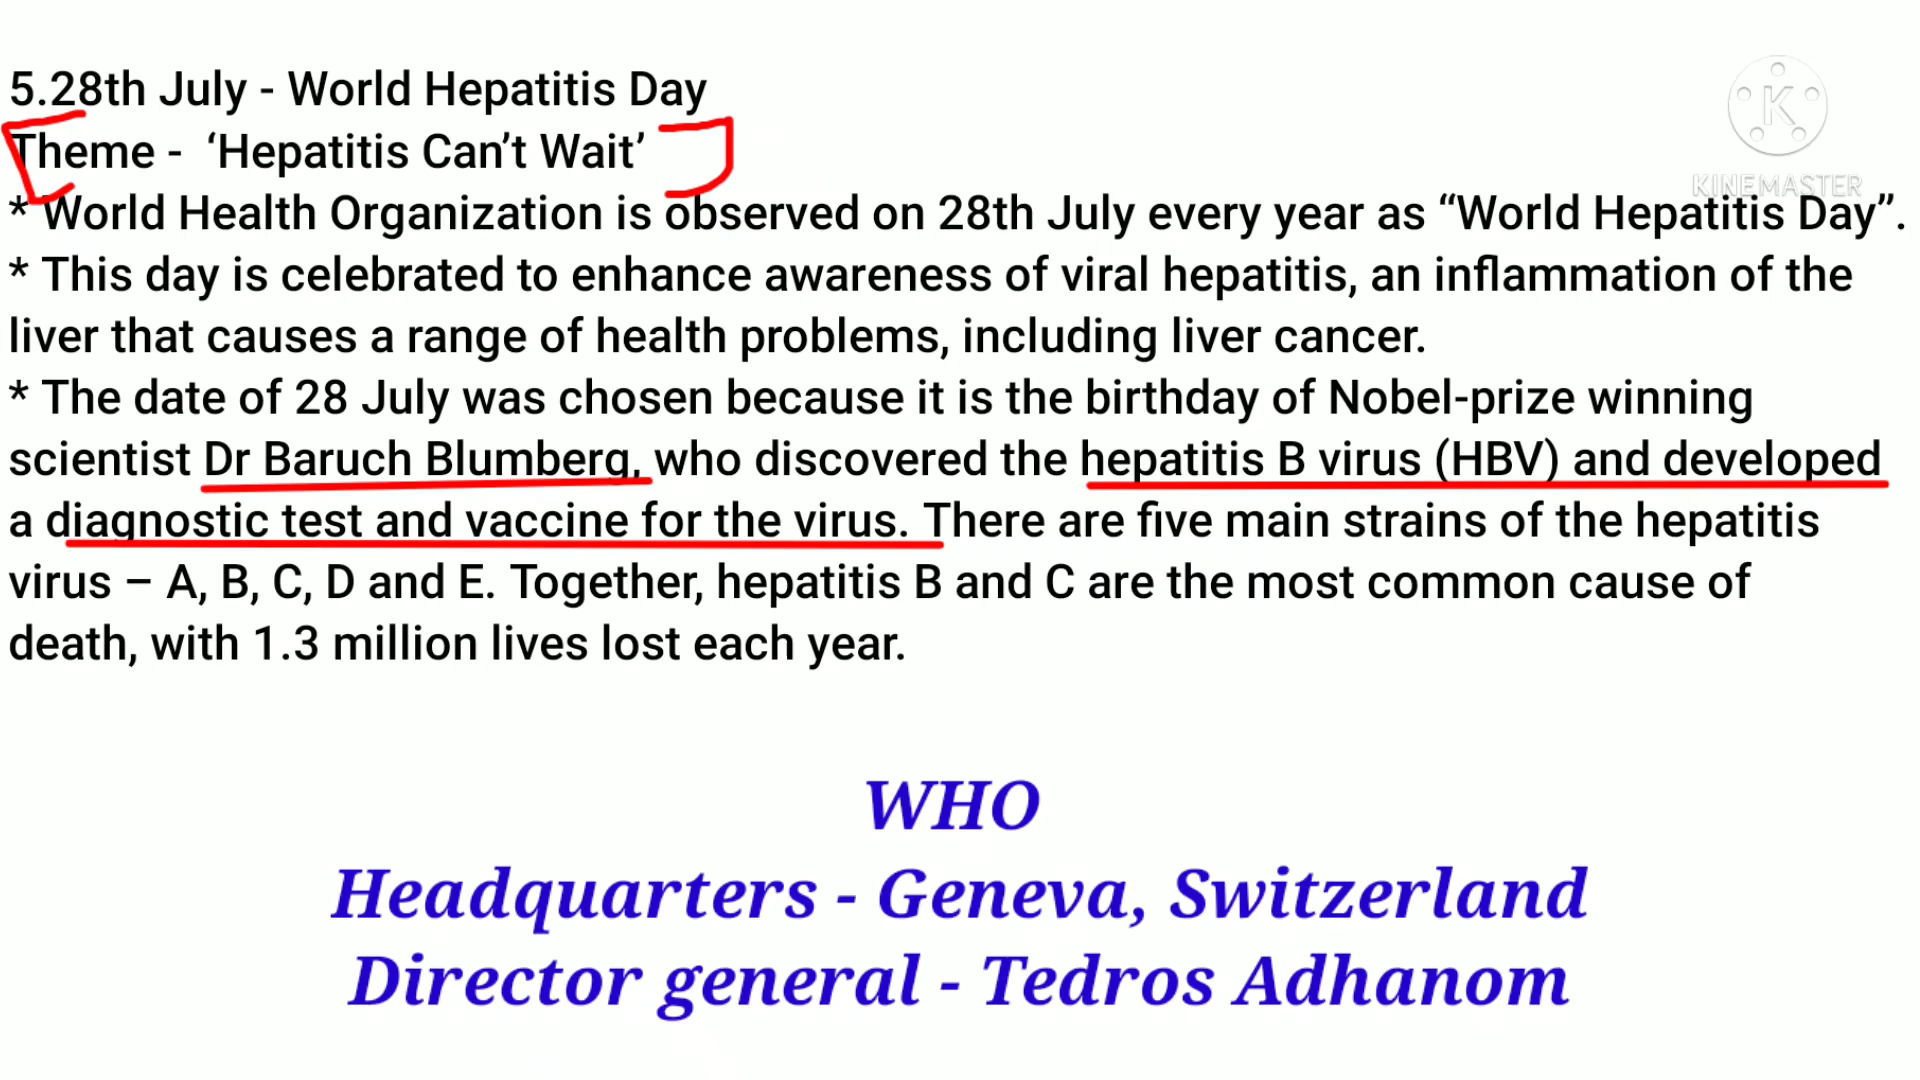 5.28th July - World Hepatitis Day
Theme -  ‘Hepatitis Can’t Wait’
K
KINEMASTER
* World Health Organization is observed on 28th July every year as “World Hepatitis Day”.
* This day is celebrated to enhance awareness of viral hepatitis, an inflammation of the
liver that causes a range of health problems, including liver cancer.
* The date of 28 July was chosen because it is the birthday of Nobel-prize winning
scientist Dr Baruch Blumberg, who discovered the hepatitis B virus (HBV) and developed
a diagnostic test and vaccine for the virus. There are five main strains of the hepatitis
virus – A, B, C, D and E. Together, hepatitis B and C are the most common cause of
death, with 1.3 million lives lost each year.
WHO
Headquarters - Geneva, Switzerland
Director general - Tedros Adhanom